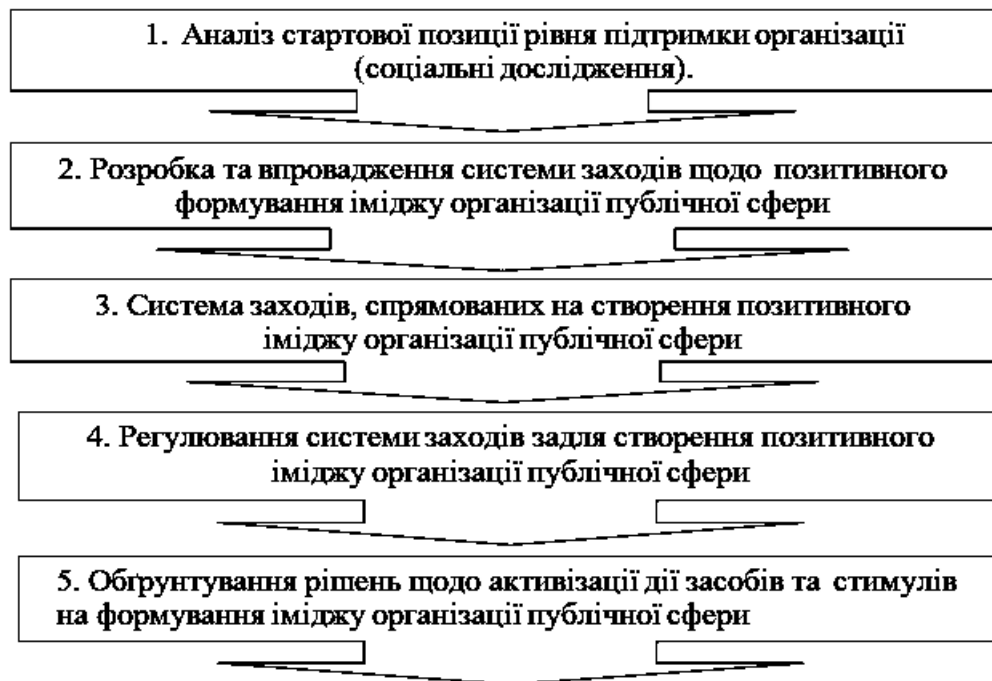 1. Аналіз стартової позиції рівня підтримки організації
(соціальні дослідження).
2. Розробка та впровадження системи заходів щодо позитивного
формування іміджу організації публічної сфери
3. Система заходів, спрямованих на створення позитивного
іміджу організації публічної сфери
4. Регулювання системи заходів задля створення позитивного
іміджу організації публічної сфери
5. Обґрунтування рішень щодо активізації дії засобів та стимулів
на формування іміджу організації публічної сфери